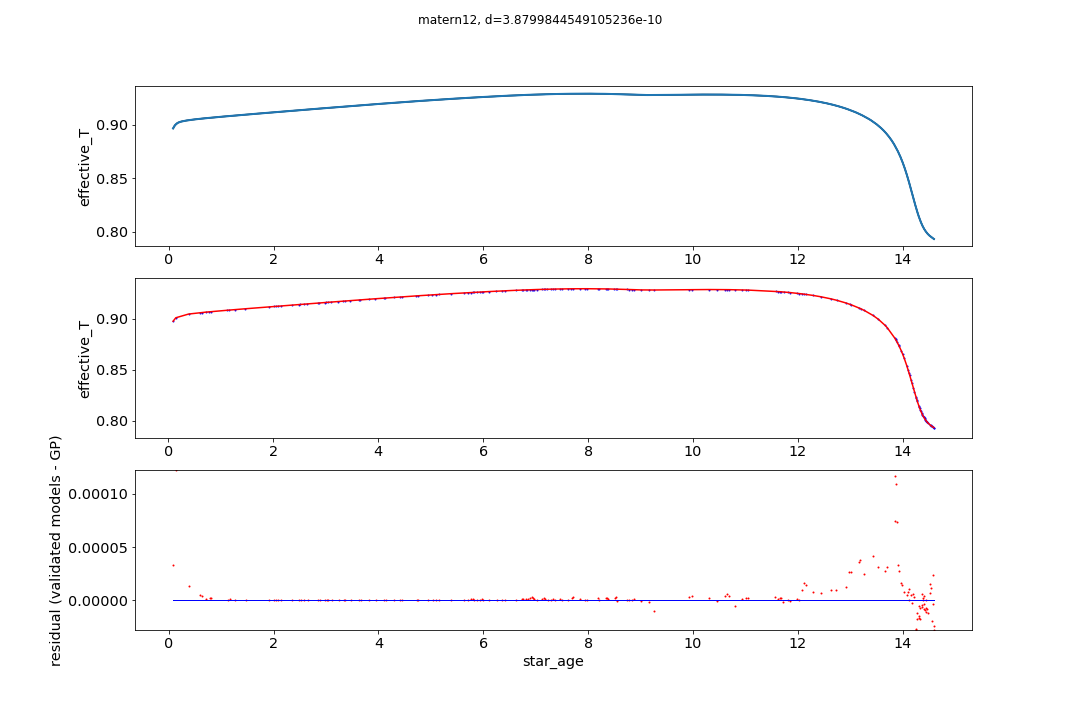 matern12, d=3.8799844549105236e-10
effective_T
0.90
0.85
0.80
0 2 4 6 8 10 12 14
effective_T
0.90
0.85
0.80
0 2 4 6 8 10 12 14
residual (validated models - GP)
0.00010
0.00005
0.00000
0 2 4 6 8 10 12 14
star_age